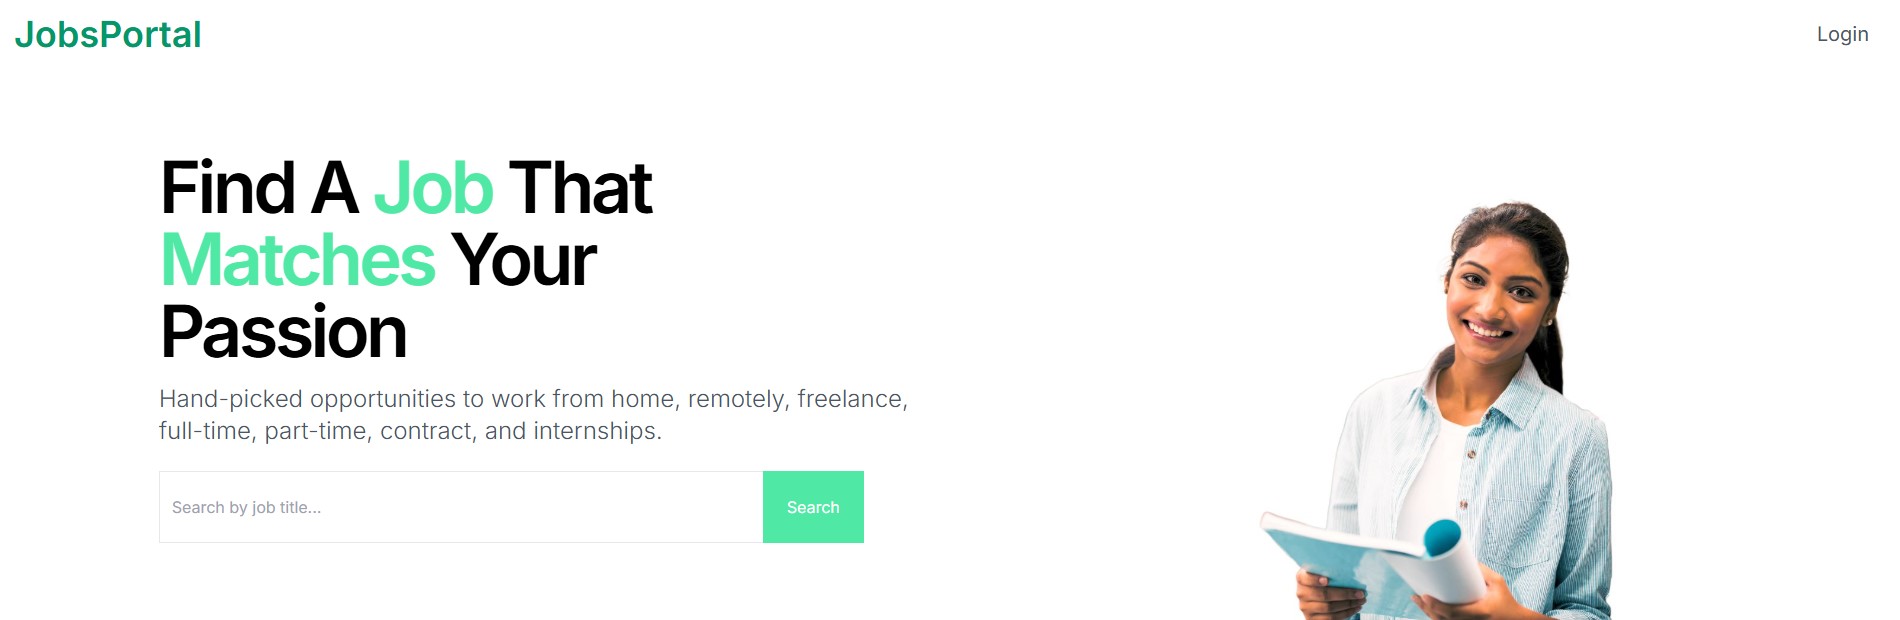 JobsPortal
Login
Find A Job That
Matches Your
Passion
Hand-picked opportunities to work from home, remotely, freelance,
full-time, part-time, contract, and internships.
Search by job title...
Search